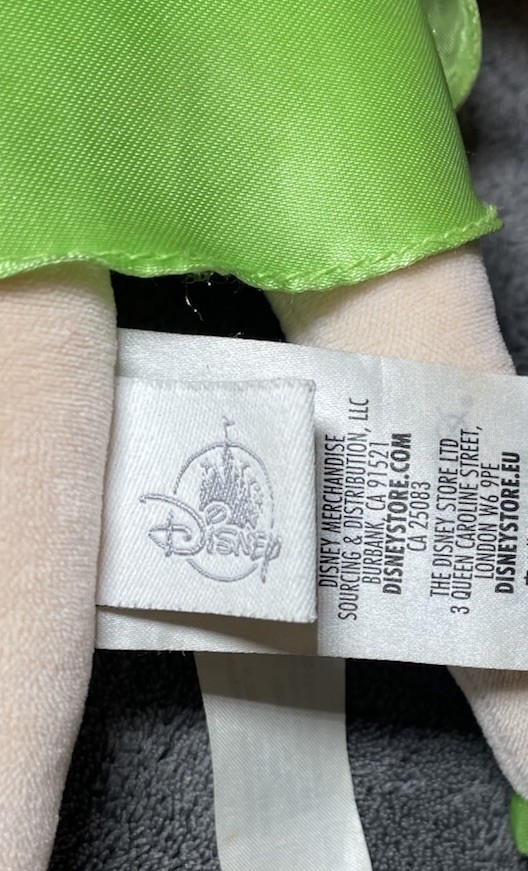 Disney
DISNEY MERCHANDISE
SOURCING & DISTRIBUTION, LLC
BURBANK, CA 91521
DISNEYSTORE.COM
CA 25083
THE DISNEY STORE LTD
3 QUEEN CAROLINE STREET,
LONDON W6 9PE
DISNEYSTORE.EU